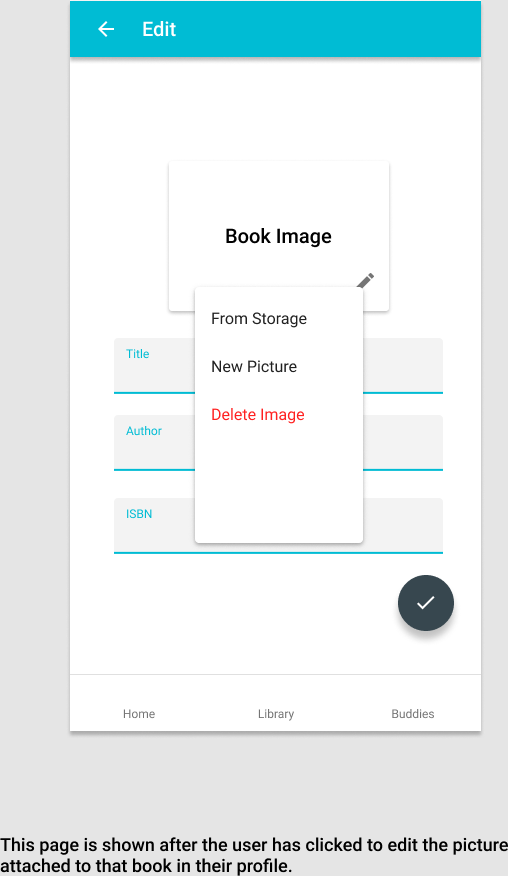 Edit
Book Image
From Storage
New Picture
Delete Image
Title
Author
ISBN
Home Library Buddies
This page is shown after the user has clicked to edit the picture
attached to that book in their profile.